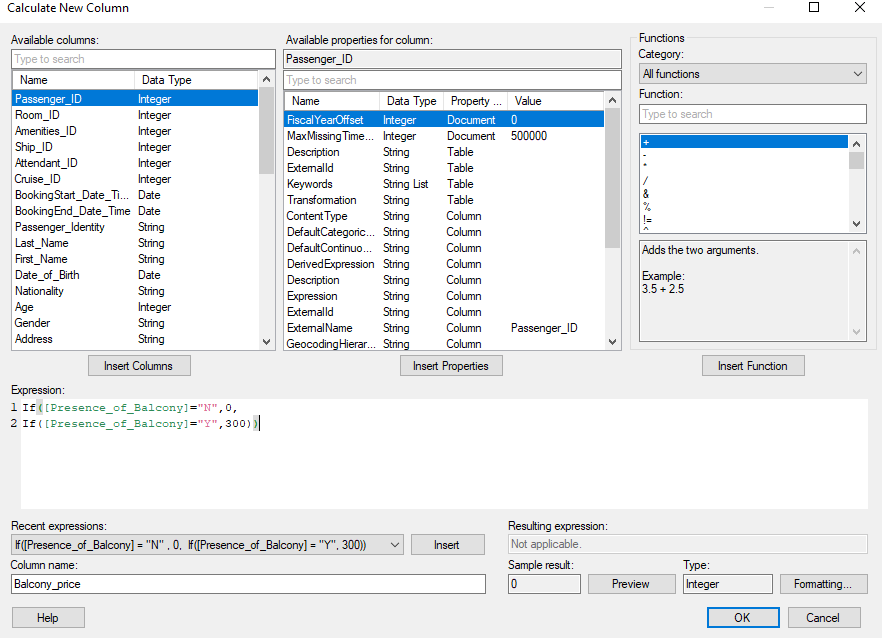 Calculate New Column
Available columns:
Type to search
Name Data Type
Passenger_ID Integer
Room_ID Integer
Amenities_ID Integer
Ship_ID Integer
Attendant_ID Integer
Cruise_ID Integer
BookingStart_Date_Ti... Date
BookingEnd_Date_Time Date
Passenger_Identity String
Last_Name String
First_Name String
Date_of_Birth Date
Nationality String
Age Integer
Gender String
Address String
Insert Columns
Available properties for column:
Passenger_ID
Type to search
Name Data Type Property ... Value
FiscalYearOffset Integer Document 0
MaxMissingTime... Integer Document 500000
Description String Table
ExternalId String Table
Keywords String List Table
Transformation String Table
ContentType String Column
DefaultCategoric... String Column
DefaultContinuo... String Column
DerivedExpression String Column
Description String Column
Expression String Column
ExternalId String Column
ExternalName String Column Passenger_ID
GeocodingHierar... String Column
Insert Properties
Functions
Category:
All functions
Function:
Type to search
+
-
*
/
&
%
!=
^
Adds the two arguments.
Example:
3.5 + 2.5
Insert Function
Expression:
1 If([Presence_of_Balcony]="N",0,
2 If([Presence_of_Balcony]="Y",300))
Recent expressions:
If([Presence_of_Balcony] = "N" , 0, If([Presence_of_Balcony] = "Y", 300))
Insert
Column name:
Balcony_price
Resulting expression:
Not applicable.
Sample result:
0
Preview
Type:
Integer
Formatting...
Help
OK
Cancel